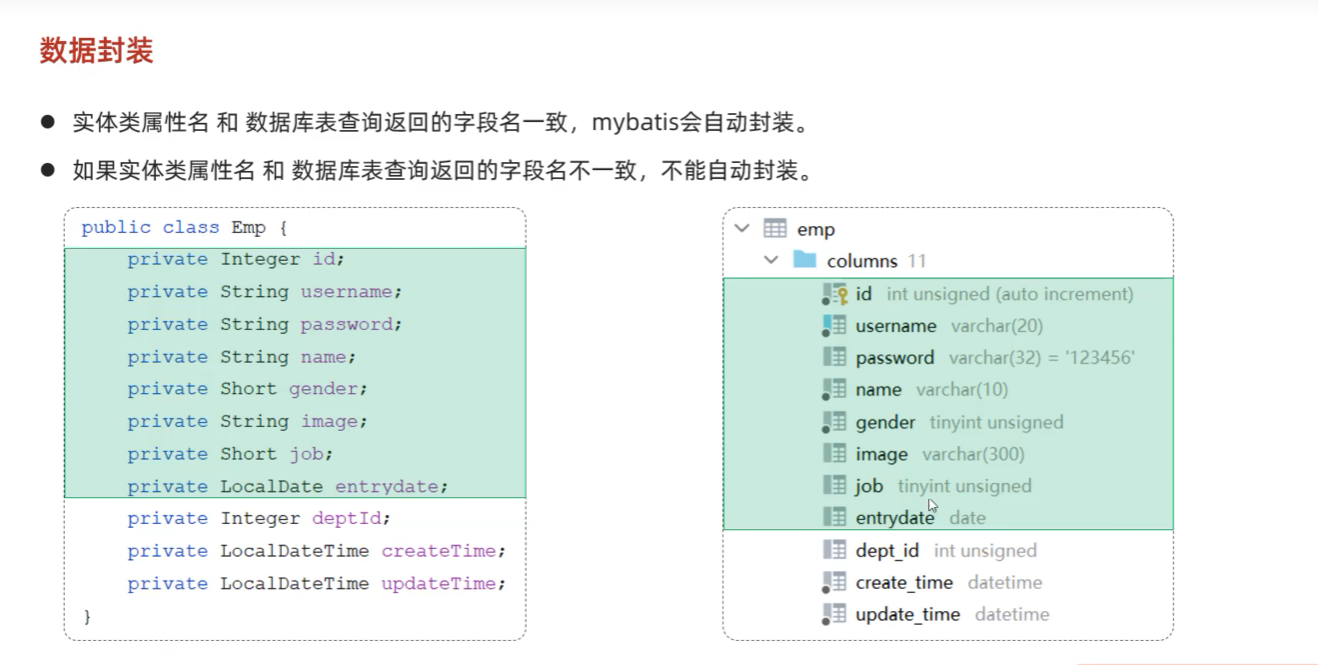 数据封装
● 实体类属性名 和 数据库表查询返回的字段名一致，mybatis会自动封装。
● 如果实体类属性名 和 数据库表查询返回的字段名不一致，不能自动封装。
public class Emp {
private Integer id;
private String username;
private String password;
private String name;
private Short gender;
private String image;
private Short job;
private LocalDate entrydate;
private Integer deptId;
private LocalDateTime createTime;
private LocalDateTime updateTime;
}
emp
columns 11
id int unsigned (auto increment)
username varchar(20)
password varchar(32) = '123456'
name varchar(10)
gender tinyint unsigned
image varchar(300)
job tinyint unsigned
entrydate date
dept_id int unsigned
create_time datetime
update_time datetime